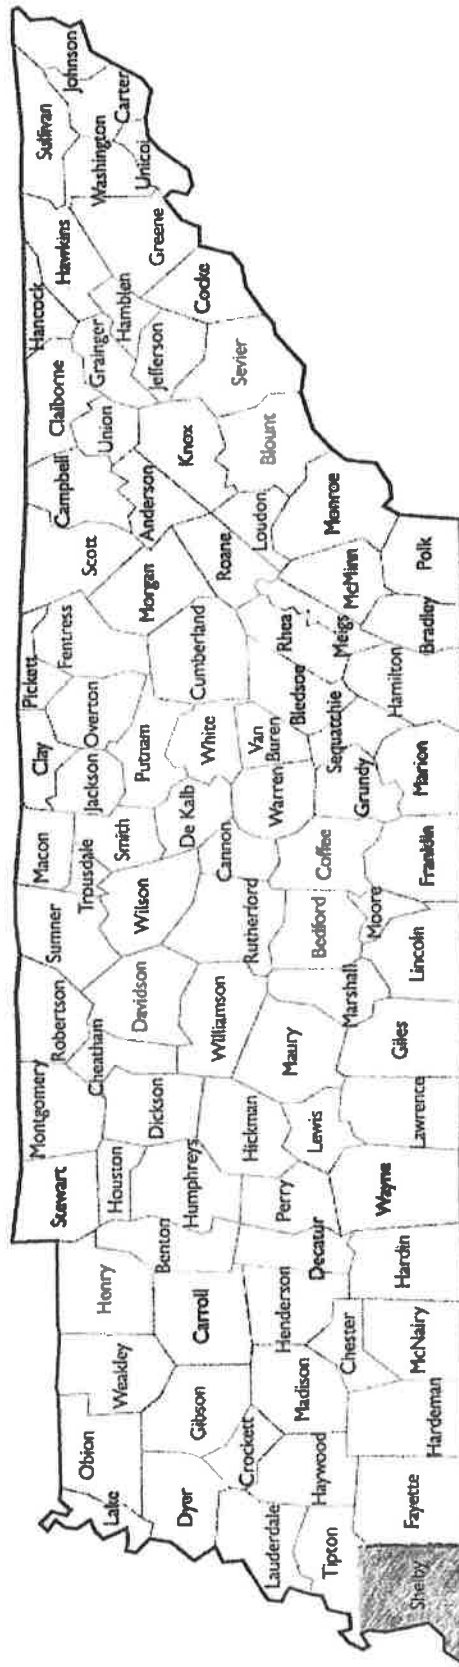 Johnson
Sullivan
Carter
Washington
Unicoi
Hawkins
Hancock
Greene
Hamblen
Grainger
Cocke
Jefferson
Claiborne
Union
Sevier
Campbell
Knox
Blount
Anderson
Scott
Loudon
Monroe
Roane
Morgan
McMinn
Polk
Pickett
Fentress
Rhea
Meigs
Bradley
Cumberland
Bledsoe
Hamilton
Clay
Overton
Putnam
White
Van
Buren
Sequatchie
Jackson
Warren
Grundy
Marion
Macon
Smith
De Kalb
Cannon
Coffee
Franklin
Trousdale
Wilson
Sumner
Rutherford
Bedford
Moore
Lincoln
Robertson
Davidson
Marshall
Cheatham
Williamson
Maury
Giles
Montgomery
Dickson
Hickman
Lewis
Lawrence
Stewart
Houston
Humphreys
Perry
Wayne
Benton
Decatur
Henry
Hardin
Carroll
Henderson
Chester
McNairy
Weakley
Gibson
Madison
Hardeman
Obion
Crockett
Haywood
Lake
Dyer
Lauderdale
Tipton
Fayette
Shelby